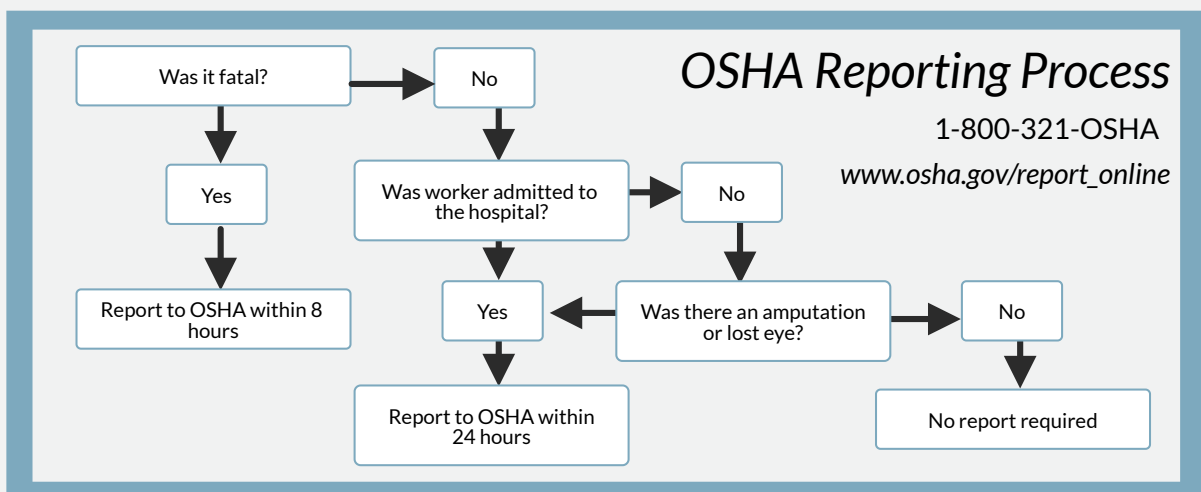 OSHA Reporting Process
1-800-321-OSHA
www.osha.gov/report_online
Was it fatal?
No
Yes
Was worker admitted to
the hospital?
No
Report to OSHA within 8
hours
Yes
Was there an amputation
or lost eye?
No
Report to OSHA within
24 hours
No report required